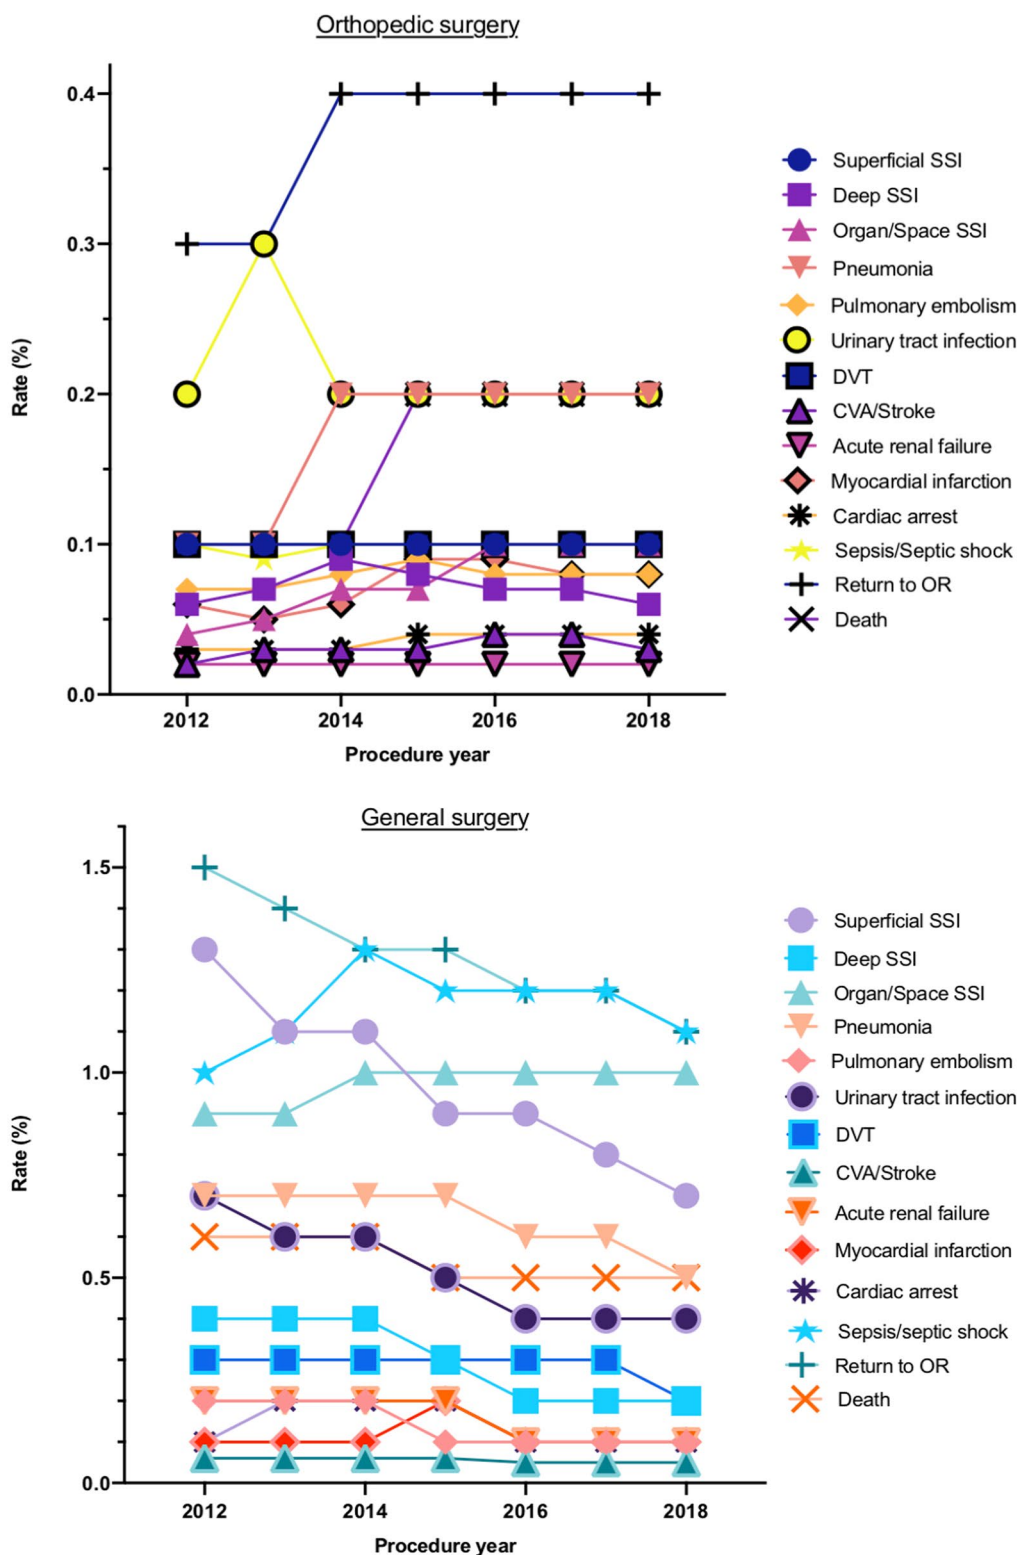 Orthopedic surgery
0.4
0.3
0.2
0.1
0.0
Rate (%)
2012 2014 2016 2018
Procedure year
Superficial SSI
Deep SSI
Organ/Space SSI
Pneumonia
Pulmonary embolism
Urinary tract infection
DVT
CVA/Stroke
Acute renal failure
Myocardial infarction
Cardiac arrest
Sepsis/Septic shock
Return to OR
Death
General surgery
1.5
1.0
0.5
0.0
Rate (%)
2012 2014 2016 2018
Procedure year
Superficial SSI
Deep SSI
Organ/Space SSI
Pneumonia
Pulmonary embolism
Urinary tract infection
DVT
CVA/Stroke
Acute renal failure
Myocardial infarction
Cardiac arrest
Sepsis/septic shock
Return to OR
Death